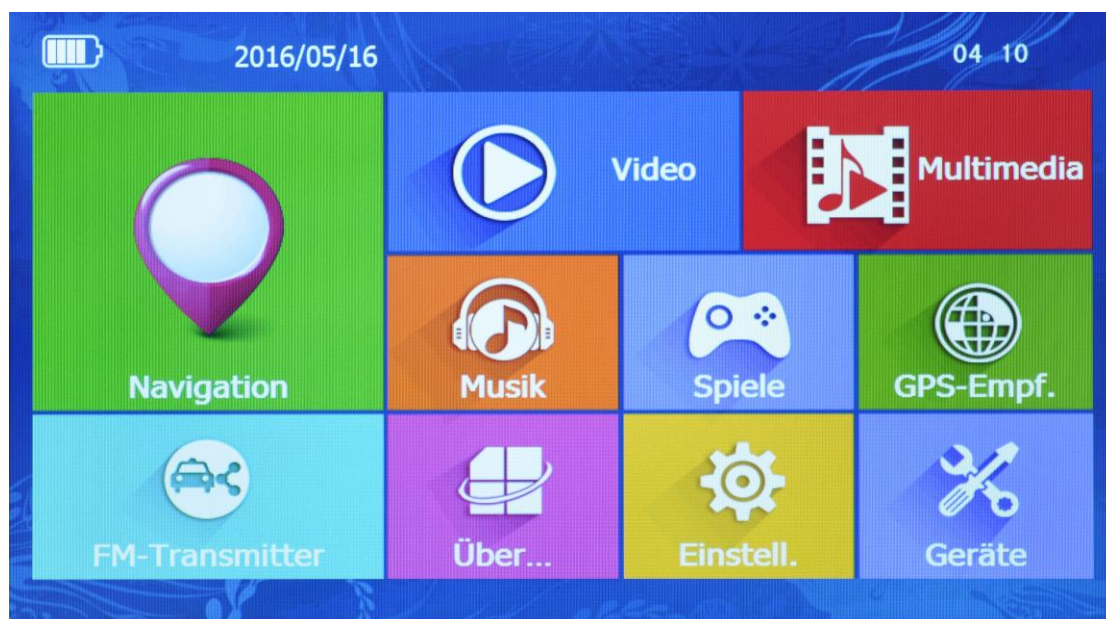 2016/05/16
04 10
Video
Multimedia
Navigation
Musik
Spiele
GPS-Empf.
FM-Transmitter
Über...
Einstell.
Geräte